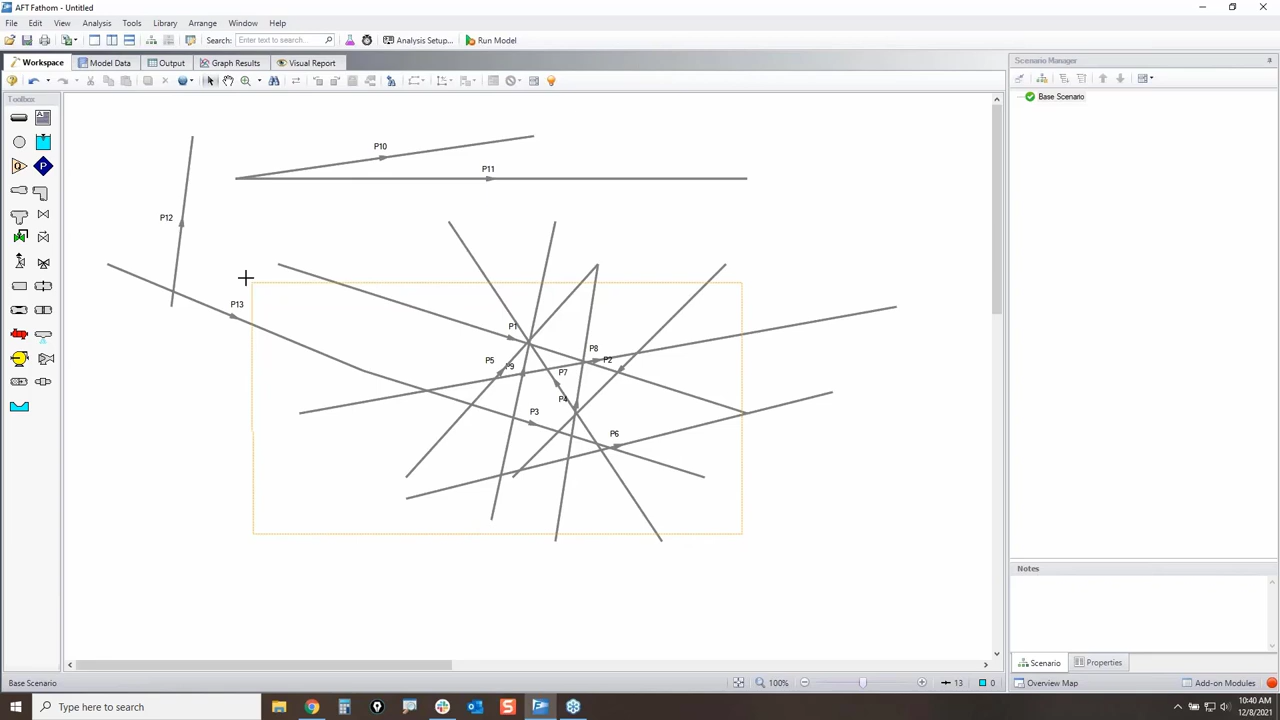 AFT Fathom - Untitled
File Edit View Analysis Tools Library Arrange Window Help
Search: Enter text to search... Analysis Setup... Run Model
Workspace Model Data Output Graph Results Visual Report
Scenario Manager
Toolbox
Base Scenario
P10
P11
P12
P13
P1
P8
P5
P9
P2
P7
P4
P3
P6
Notes
Scenario Properties
Base Scenario 100% 13 0 Overview Map Add-on Modules
Type here to search
10:40 AM
12/8/2021